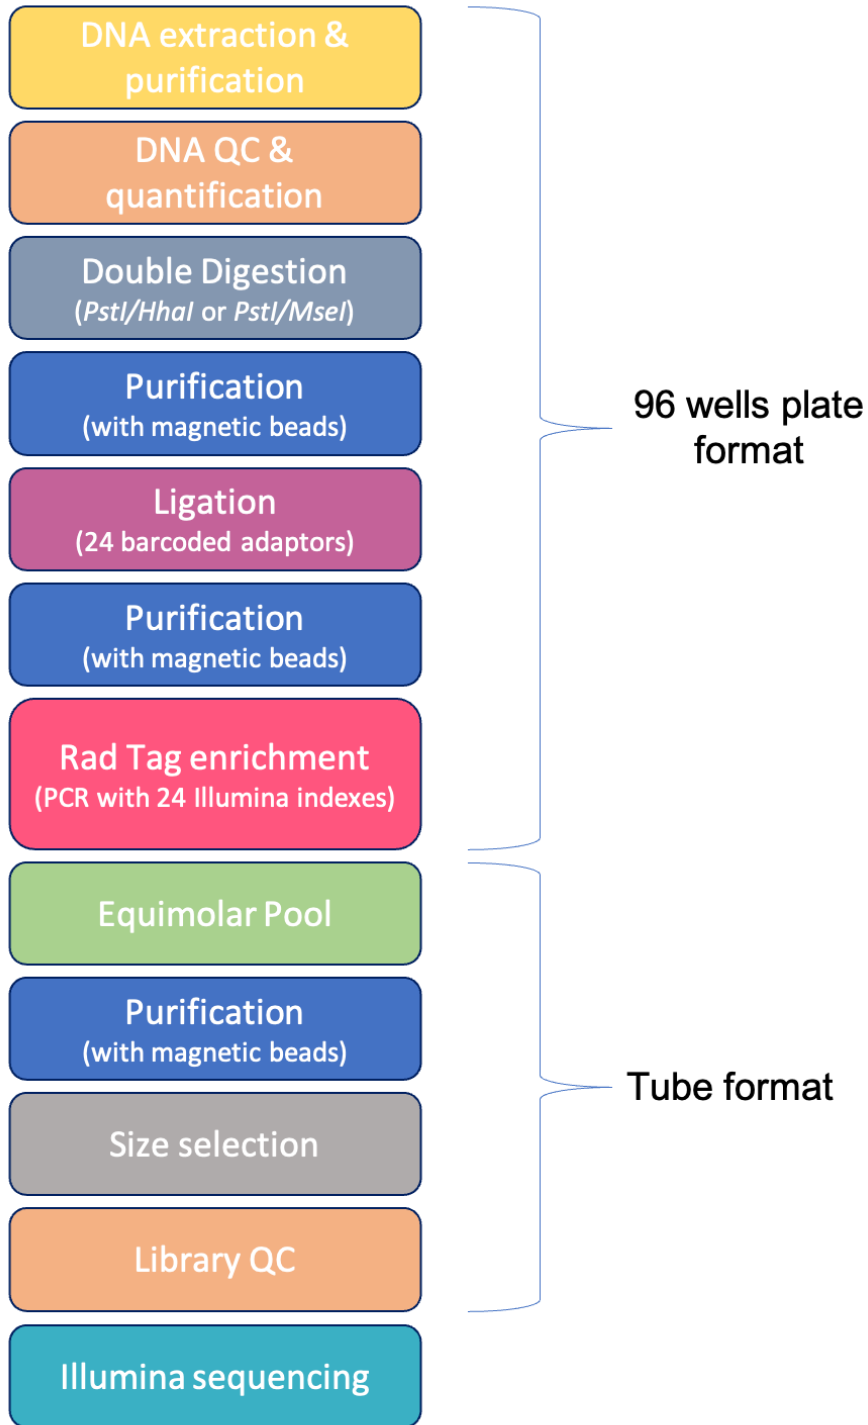 DNA extraction &
purification
DNA QC &
quantification
Double Digestion
(PstI/HhaI or PstI/MseI)
Purification
(with magnetic beads)
96 wells plate
format
Ligation
(24 barcoded adaptors)
Purification
(with magnetic beads)
Rad Tag enrichment
(PCR with 24 Illumina indexes)
Equimolar Pool
Purification
(with magnetic beads)
Tube format
Size selection
Library QC
Illumina sequencing